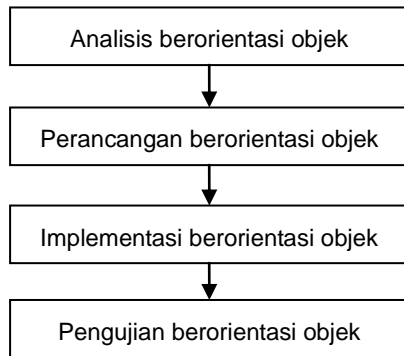 Analisis berorientasi objek
Perancangan berorientasi objek
Implementasi berorientasi objek
Pengujian berorientasi objek